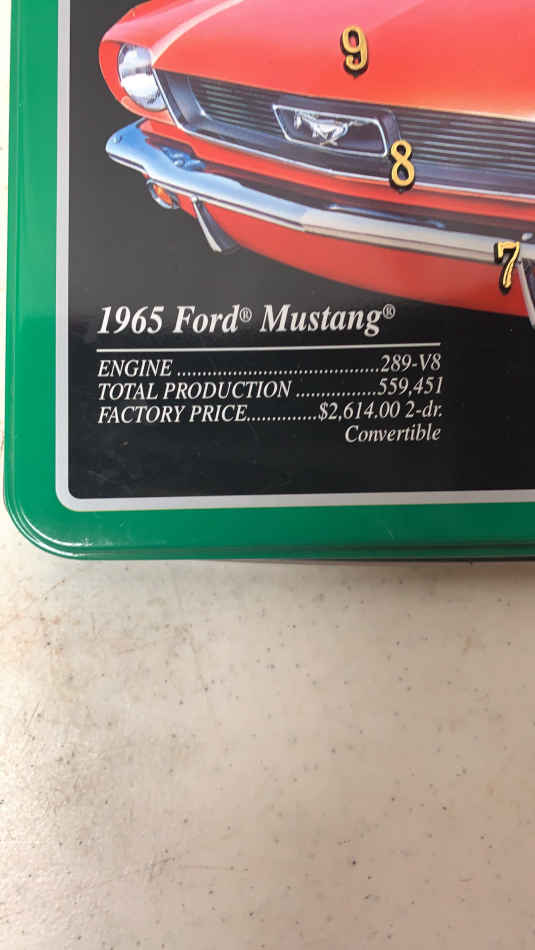 9
8
7
1965 Ford® Mustang®
ENGINE ........................................289-V8
TOTAL PRODUCTION ................559,451
FACTORY PRICE..............$2,614.00 2-dr.
Convertible